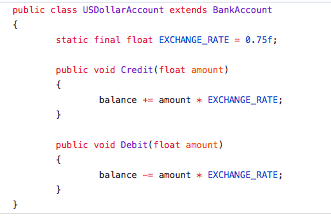 public class USDollarAccount extends BankAccount
{
static final float EXCHANGE_RATE = 0.75f;
public void Credit(float amount)
{
balance += amount * EXCHANGE_RATE;
}
public void Debit(float amount)
{
balance -= amount * EXCHANGE_RATE;
}
}